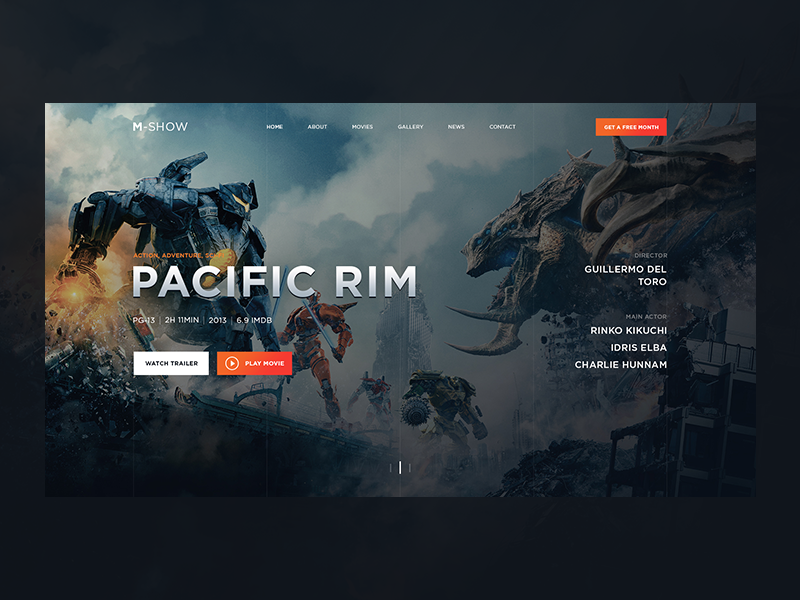 M-SHOW
HOME ABOUT MOVIES GALLERY NEWS CONTACT
GET A FREE MONTH
ACTION, ADVENTURE,
PACIFIC RIM
PG-13 | 2H 11MIN | 2013 | 6.9 IMDB
WATCH TRAILER
PLAY MOVIE
DIRECTOR
GUILLERMO DEL
TORO
MAIN ACTOR
RINKO KIKUCHI
IDRIS ELBA
CHARLIE HUNNAM